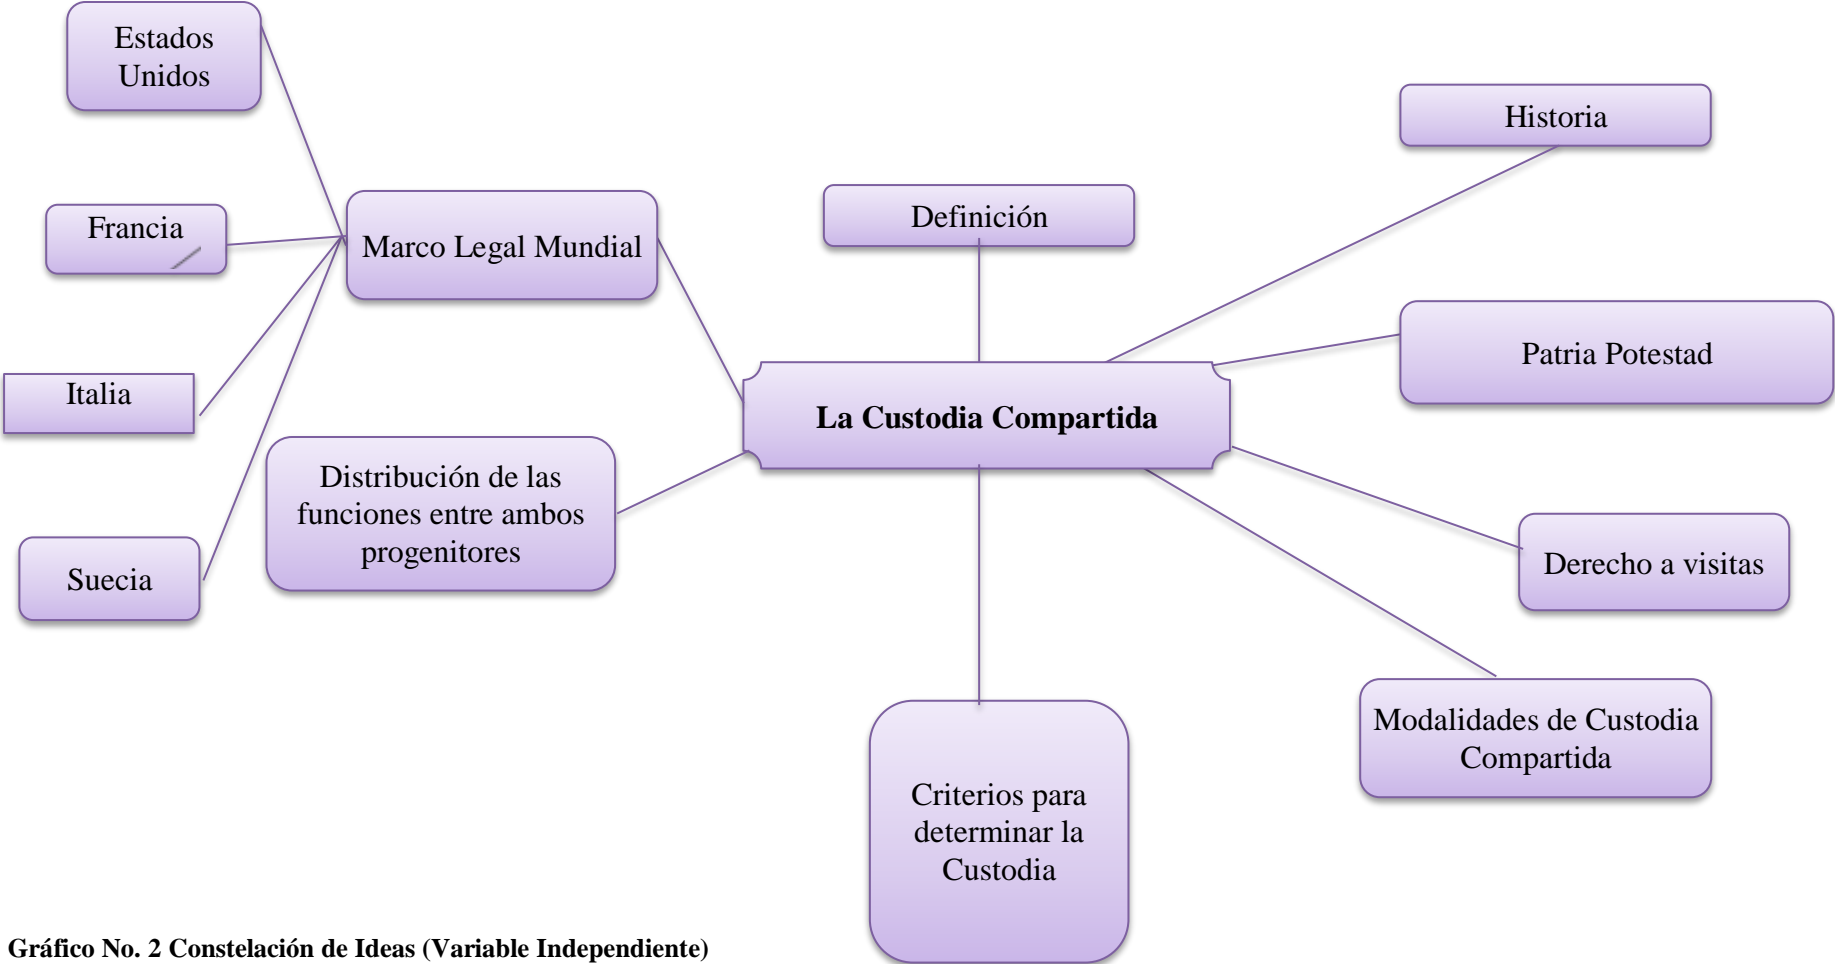 Estados
Unidos
Historia
Definición
Francia
Marco Legal Mundial
Patria Potestad
Italia
La Custodia Compartida
Distribución de las
funciones entre ambos
progenitores
Derecho a visitas
Suecia
Modalidades de Custodia
Compartida
Criterios para
determinar la
Custodia
Gráfico No. 2 Constelación de Ideas (Variable Independiente)